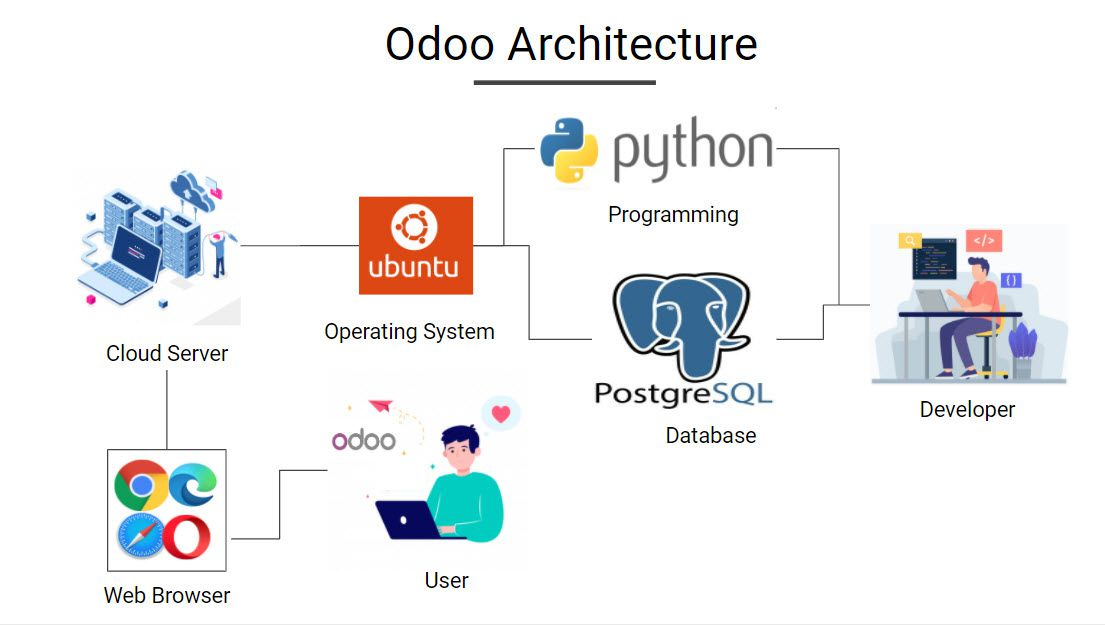 Odoo Architecture
python
Programming
ubuntu
Operating System
Cloud Server
</>
{}
PostgreSQL
Database
Developer
odoo
User
Web Browser